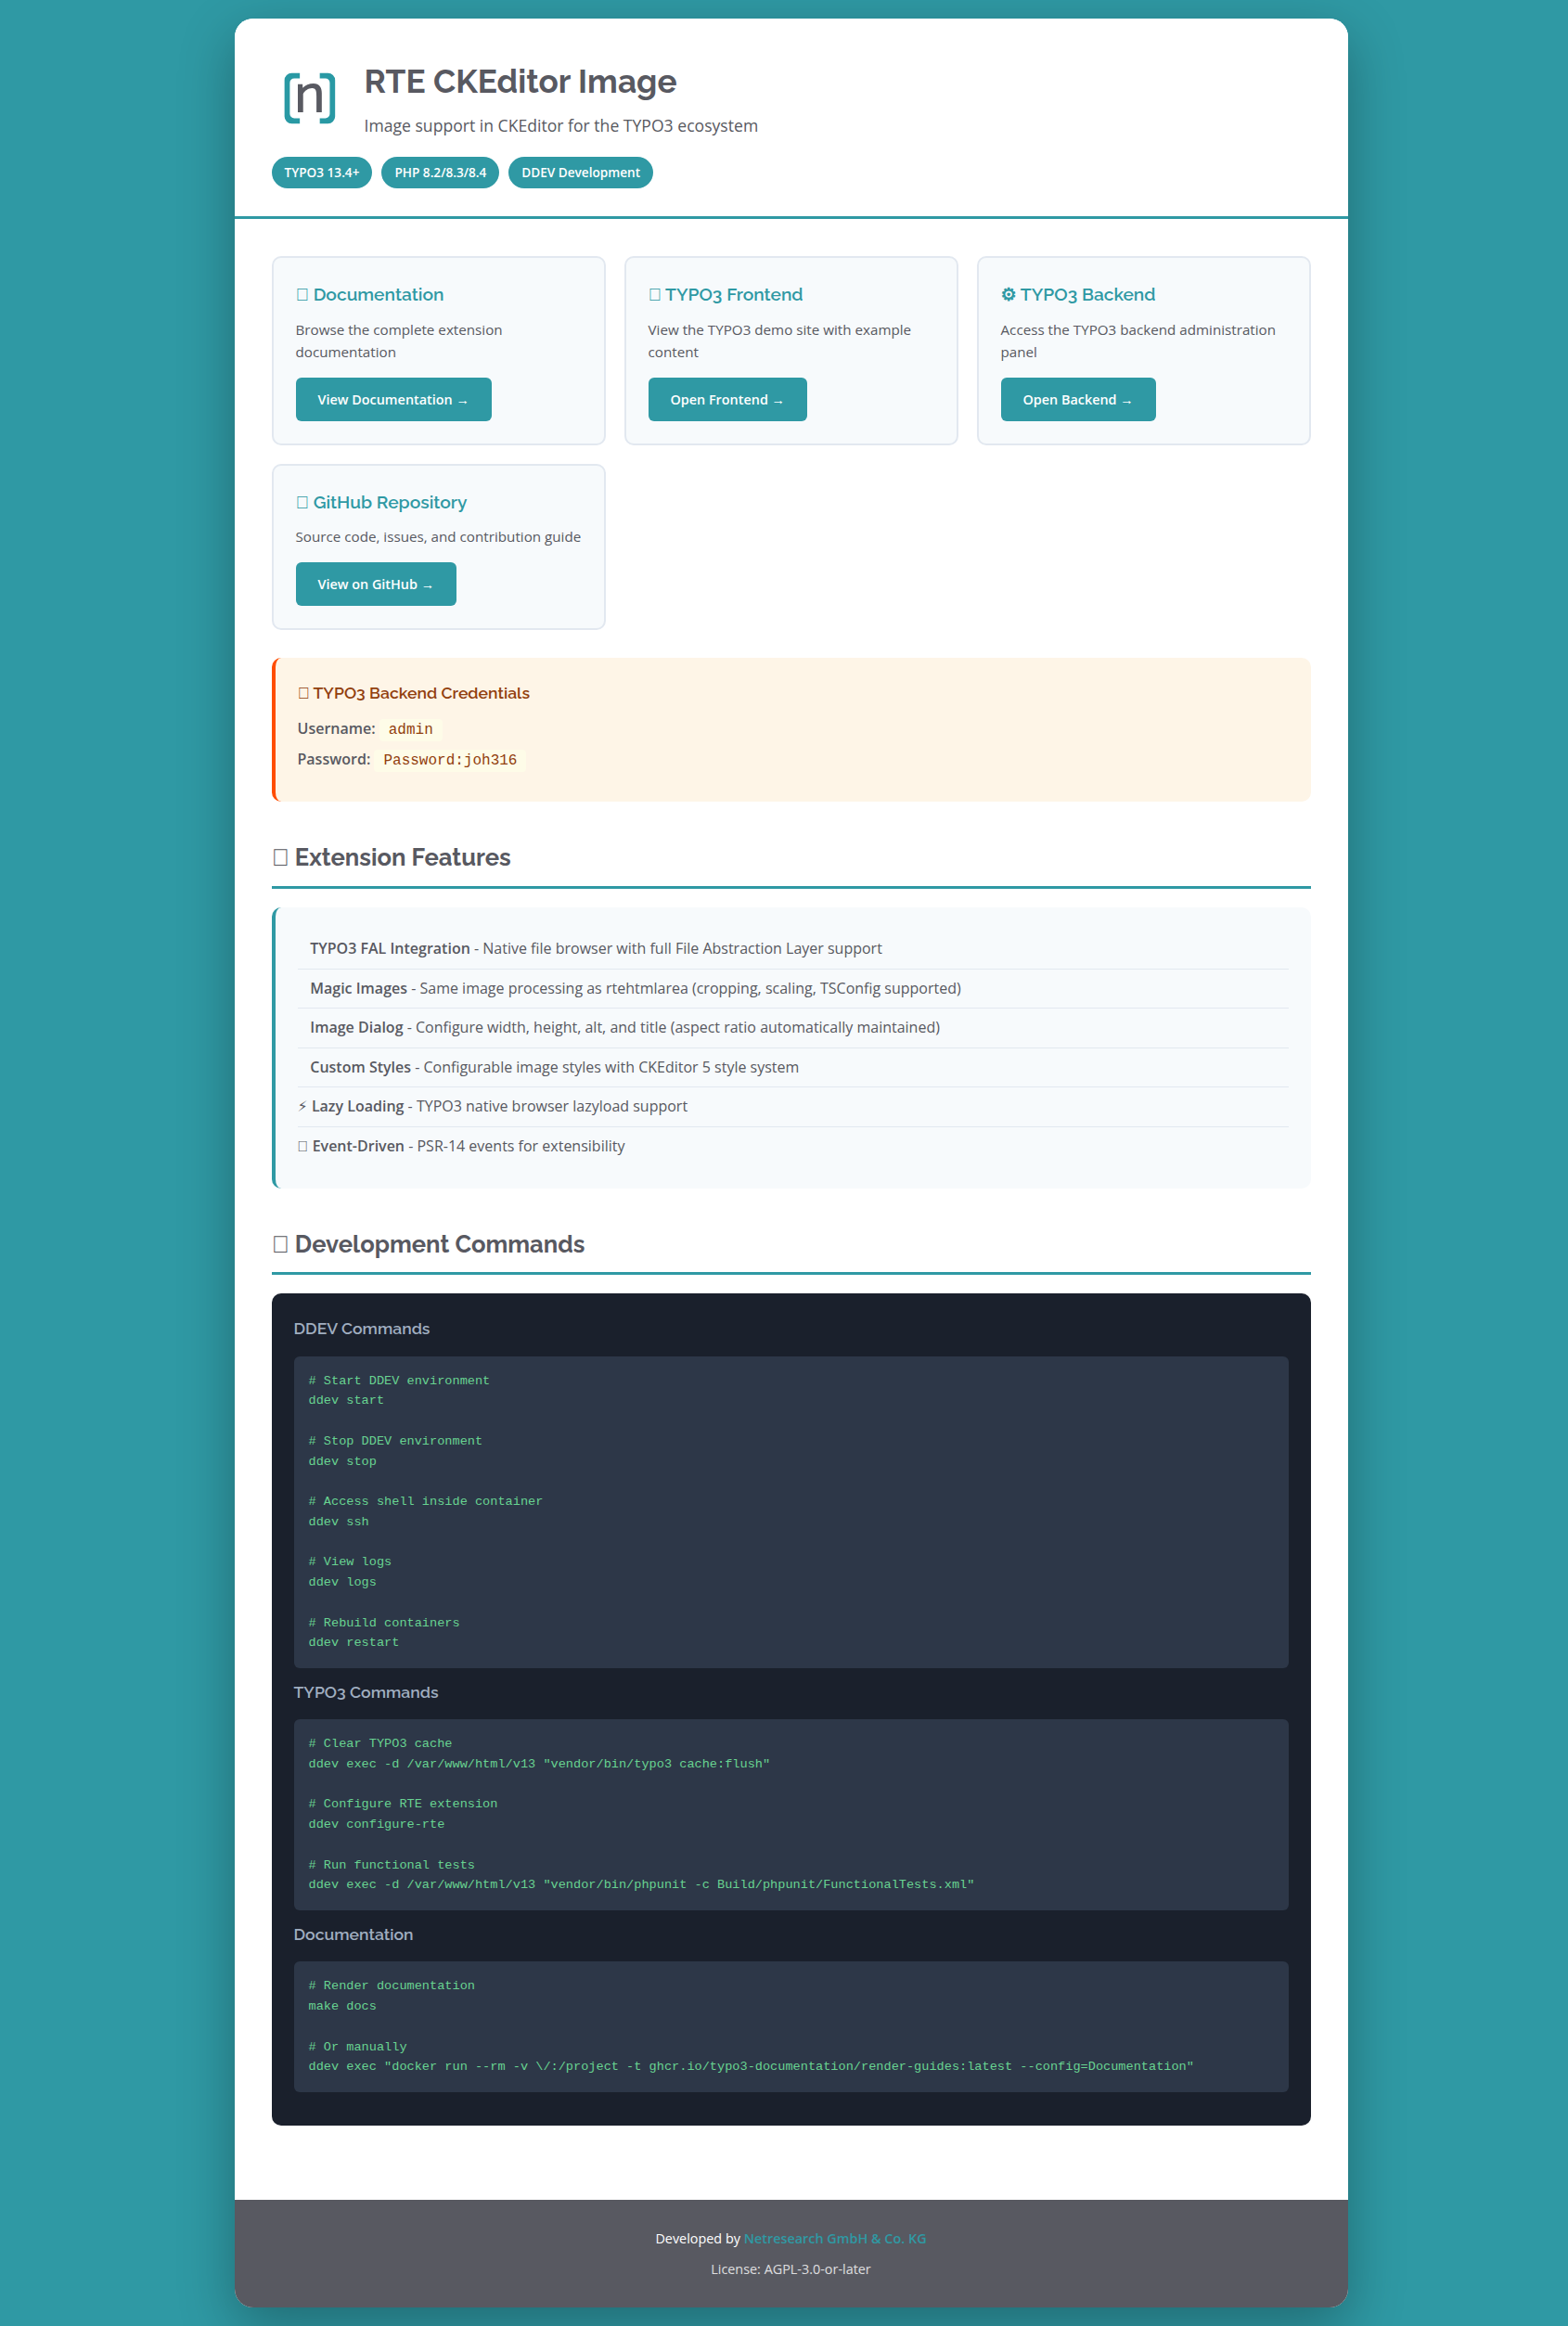 [n]
RTE CKEditor Image
Image support in CKEditor for the TYPO3 ecosystem
TYPO3 13.4+
PHP 8.2/8.3/8.4
DDEV Development
Documentation
Browse the complete extension
documentation
View Documentation →
TYPO3 Frontend
View the TYPO3 demo site with example
content
Open Frontend →
⚙ TYPO3 Backend
Access the TYPO3 backend administration
panel
Open Backend →
GitHub Repository
Source code, issues, and contribution guide
View on GitHub →
TYPO3 Backend Credentials
Username: admin
Password: Password:joh316
Extension Features
TYPO3 FAL Integration - Native file browser with full File Abstraction Layer support
Magic Images - Same image processing as rtehtmlarea (cropping, scaling, TSConfig supported)
Image Dialog - Configure width, height, alt, and title (aspect ratio automatically maintained)
Custom Styles - Configurable image styles with CKEditor 5 style system
⚡ Lazy Loading - TYPO3 native browser lazyload support
Event-Driven - PSR-14 events for extensibility
Development Commands
DDEV Commands
# Start DDEV environment
ddev start
# Stop DDEV environment
ddev stop
# Access shell inside container
ddev ssh
# View logs
ddev logs
# Rebuild containers
ddev restart
TYPO3 Commands
# Clear TYPO3 cache
ddev exec -d /var/www/html/v13 "vendor/bin/typo3 cache:flush"
# Configure RTE extension
ddev configure-rte
# Run functional tests
ddev exec -d /var/www/html/v13 "vendor/bin/phpunit -c Build/phpunit/FunctionalTests.xml"
Documentation
# Render documentation
make docs
# Or manually
ddev exec "docker run --rm -v \/:/project -t ghcr.io/typo3-documentation/render-guides:latest --config=Documentation"
Developed by Netresearch GmbH & Co. KG
License: AGPL-3.0-or-later